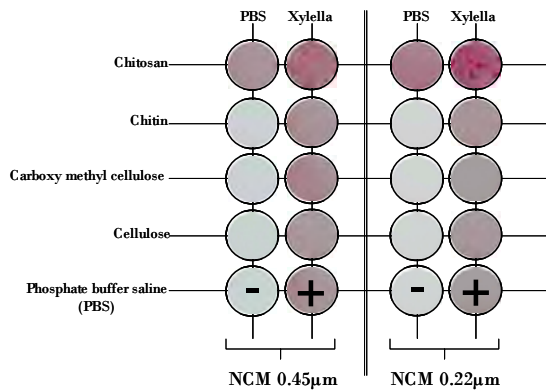 PBS Xylella PBS Xylella
Chitosan
Chitin
Carboxy methyl cellulose
Cellulose
Phosphate buffer saline - + - +
(PBS)
NCM 0.45μm NCM 0.22μm